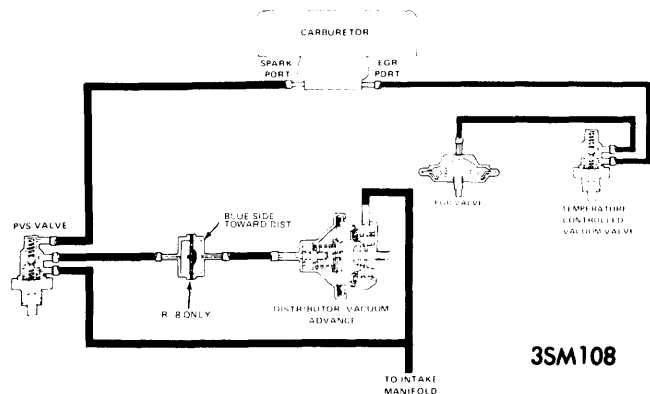 CARBURETOR
SPARK
PORT
EGR
PORT
EGR VALVE
TEMPERATURE
CONTROLLED
VACUUM VALVE
PVS VALVE
BLUE SIDE
TOWARD DIST
R 8 ONLY
DISTRIBUTOR VACUUM
ADVANCE
3SM108
TO INTAKE
MANIFOLD